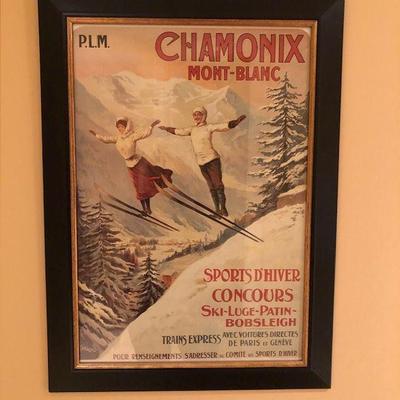 P.L.M.
CHAMONIX
MONT-BLANC
SPORTS D'HIVER
CONCOURS
SKI-LUGE-PATIN-
BOBSLEIGH
TRAINS EXPRESS AVEC VOITURES DIRECTES
DE PARIS ET GENÈVE
POUR RENSEIGNEMENTS S'ADRESSER AU COMITÉ DES SPORTS D'HIVER